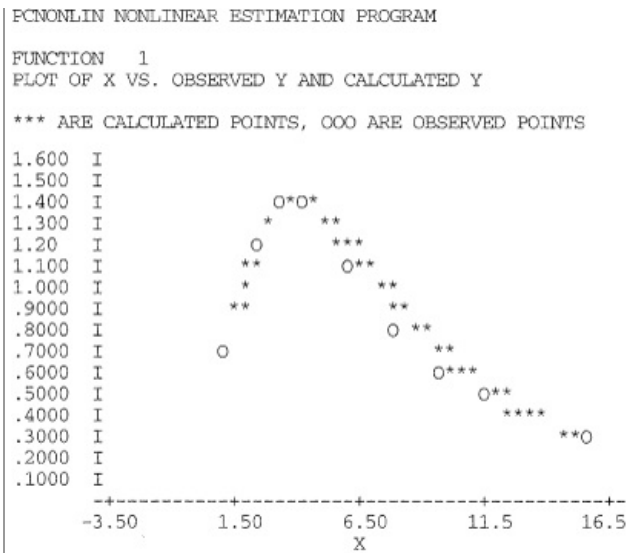 PCNONLIN NONLINEAR ESTIMATION PROGRAM
FUNCTION 1
PLOT OF X VS. OBSERVED Y AND CALCULATED Y
*** ARE CALCULATED POINTS, OOO ARE OBSERVED POINTS
1.600 I
1.500 I
1.400 I O*O*
1.300 I * **
1.20 I O ***
1.100 I ** O**
1.000 I * **
.9000 I ** **
.8000 I O **
.7000 I O **
.6000 I O***
.5000 I O**
.4000 I ****
.3000 I **O
.2000 I
.1000 I
-+---------+---------+---------+---------+-
-3.50 1.50 6.50 11.5 16.5
X